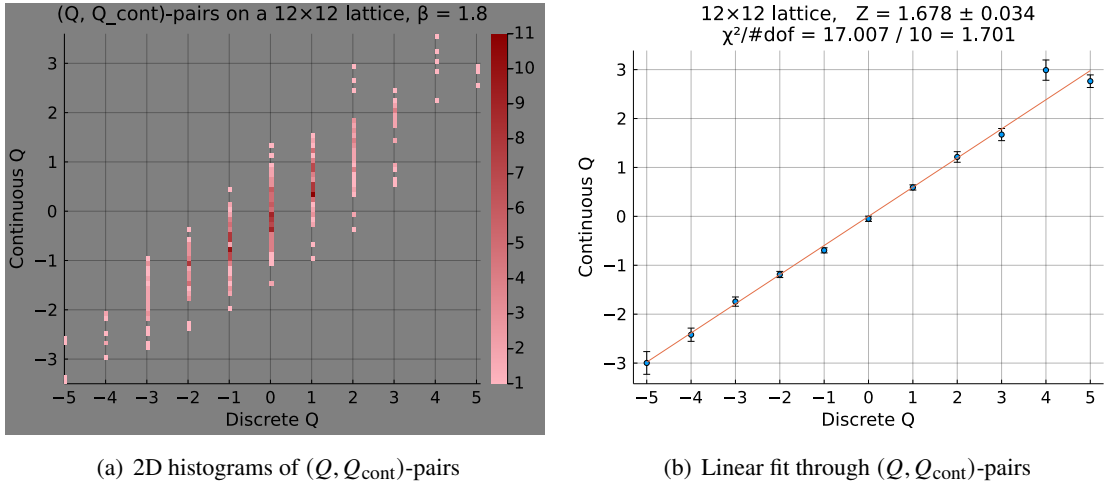 (Q, Q_cont)-pairs on a 12×12 lattice, β = 1.8
Continuous Q
3
2
1
0
−1
−2
−3
−5 −4 −3 −2 −1 0 1 2 3 4 5
Discrete Q
11
10
9
8
7
6
5
4
3
2
1
(a) 2D histograms of (Q, Qcont)-pairs
12×12 lattice, Z = 1.678 ± 0.034
χ²/#dof = 17.007 / 10 = 1.701
Continuous Q
3
2
1
0
−1
−2
−3
−5 −4 −3 −2 −1 0 1 2 3 4 5
Discrete Q
(b) Linear fit through (Q, Qcont)-pairs